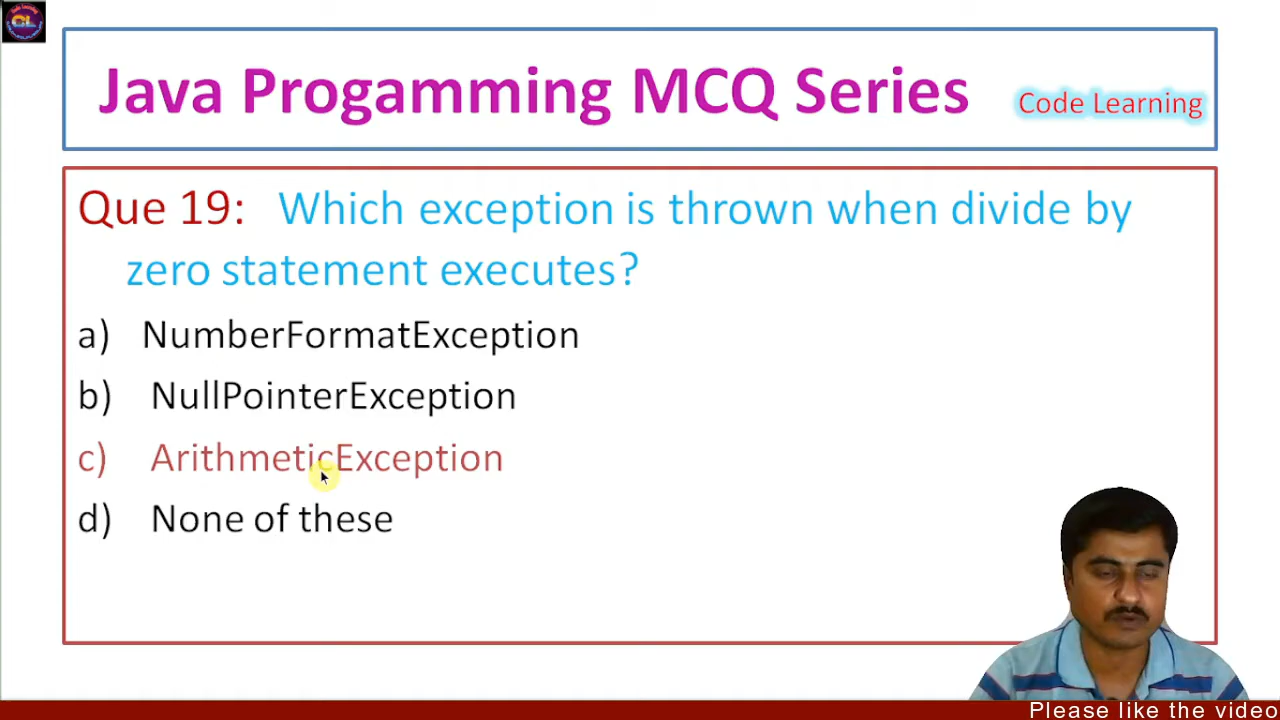 Java Progamming MCQ Series Code Learning
Que 19: Which exception is thrown when divide by
zero statement executes?
a) NumberFormatException
b) NullPointerException
c) ArithmeticException
d) None of these
Please like the video